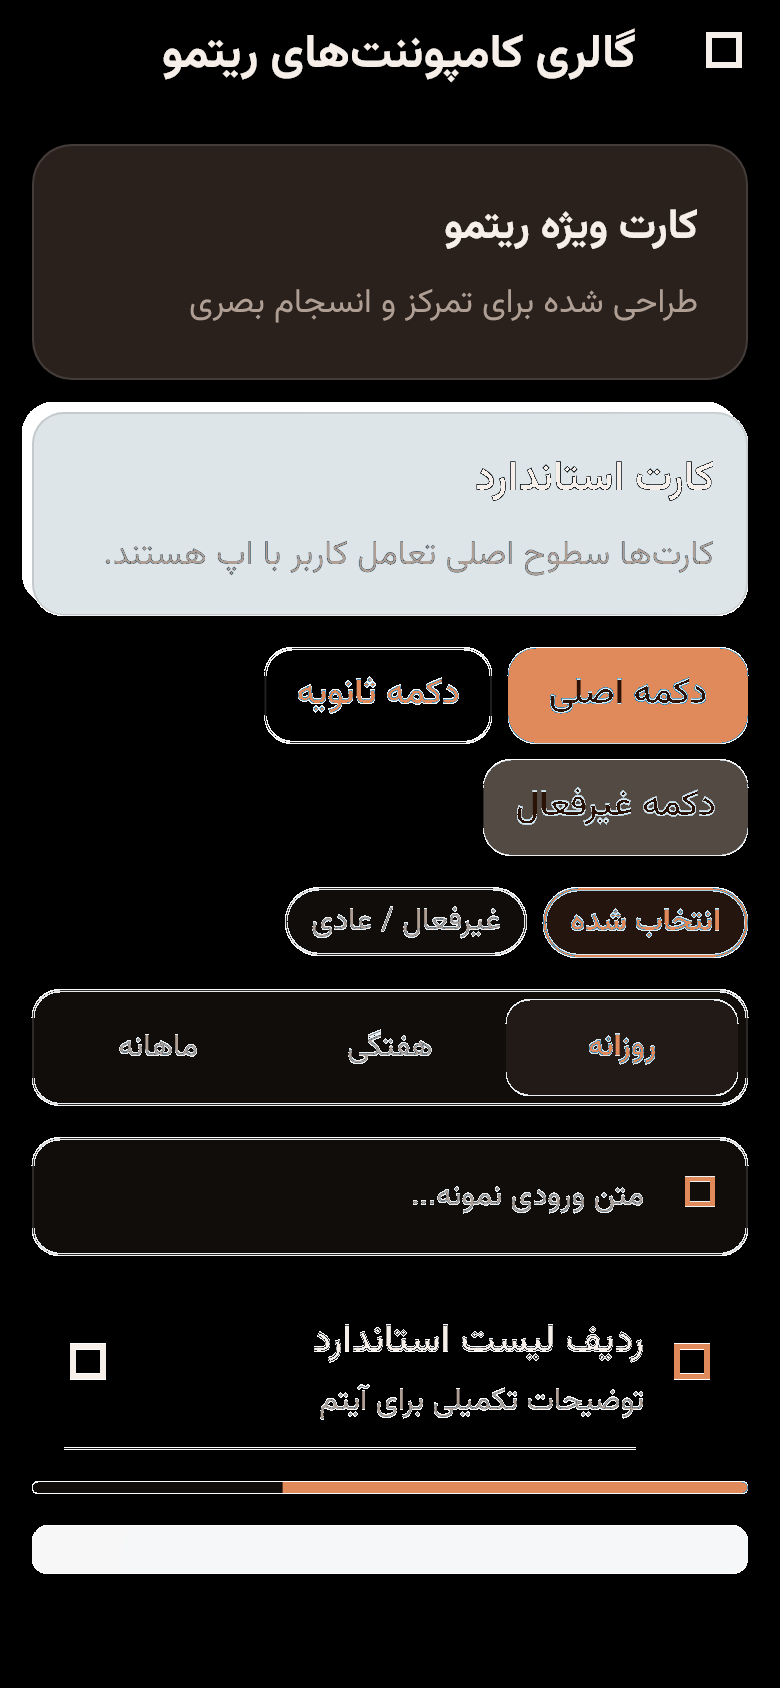 گالری کامپوننت‌های ریتمو
کارت ویژه ریتمو
طراحی شده برای تمرکز و انسجام بصری
کارت استاندارد
کارت‌ها سطوح اصلی تعامل کاربر با اپ هستند.
دکمه اصلی
دکمه ثانویه
دکمه غیرفعال
انتخاب شده
غیرفعال / عادی
روزانه
هفتگی
ماهانه
متن ورودی نمونه...
ردیف لیست استاندارد
توضیحات تکمیلی برای آیتم